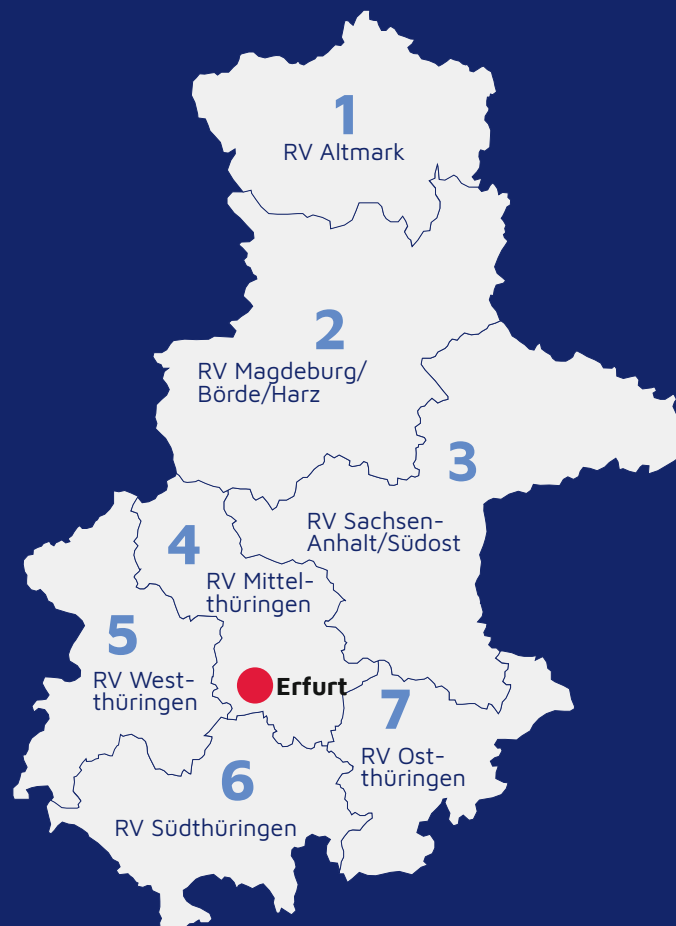 1
RV Altmark
2
RV Magdeburg/
Börde/Harz
3
RV Sachsen-
Anhalt/Südost
4
RV Mittel-
thüringen
5
RV West-
thüringen
Erfurt
7
RV Ost-
thüringen
6
RV Südthüringen